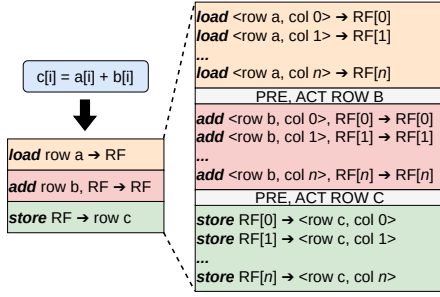 c[i] = a[i] + b[i]
load row a → RF
add row b, RF → RF
store RF → row c
load <row a, col 0> → RF[0]
load <row a, col 1> → RF[1]
...
load <row a, col n> → RF[n]
PRE, ACT ROW B
add <row b, col 0>, RF[0] → RF[0]
add <row b, col 1>, RF[1] → RF[1]
...
add <row b, col n>, RF[n] → RF[n]
PRE, ACT ROW C
store RF[0] → <row c, col 0>
store RF[1] → <row c, col 1>
...
store RF[n] → <row c, col n>